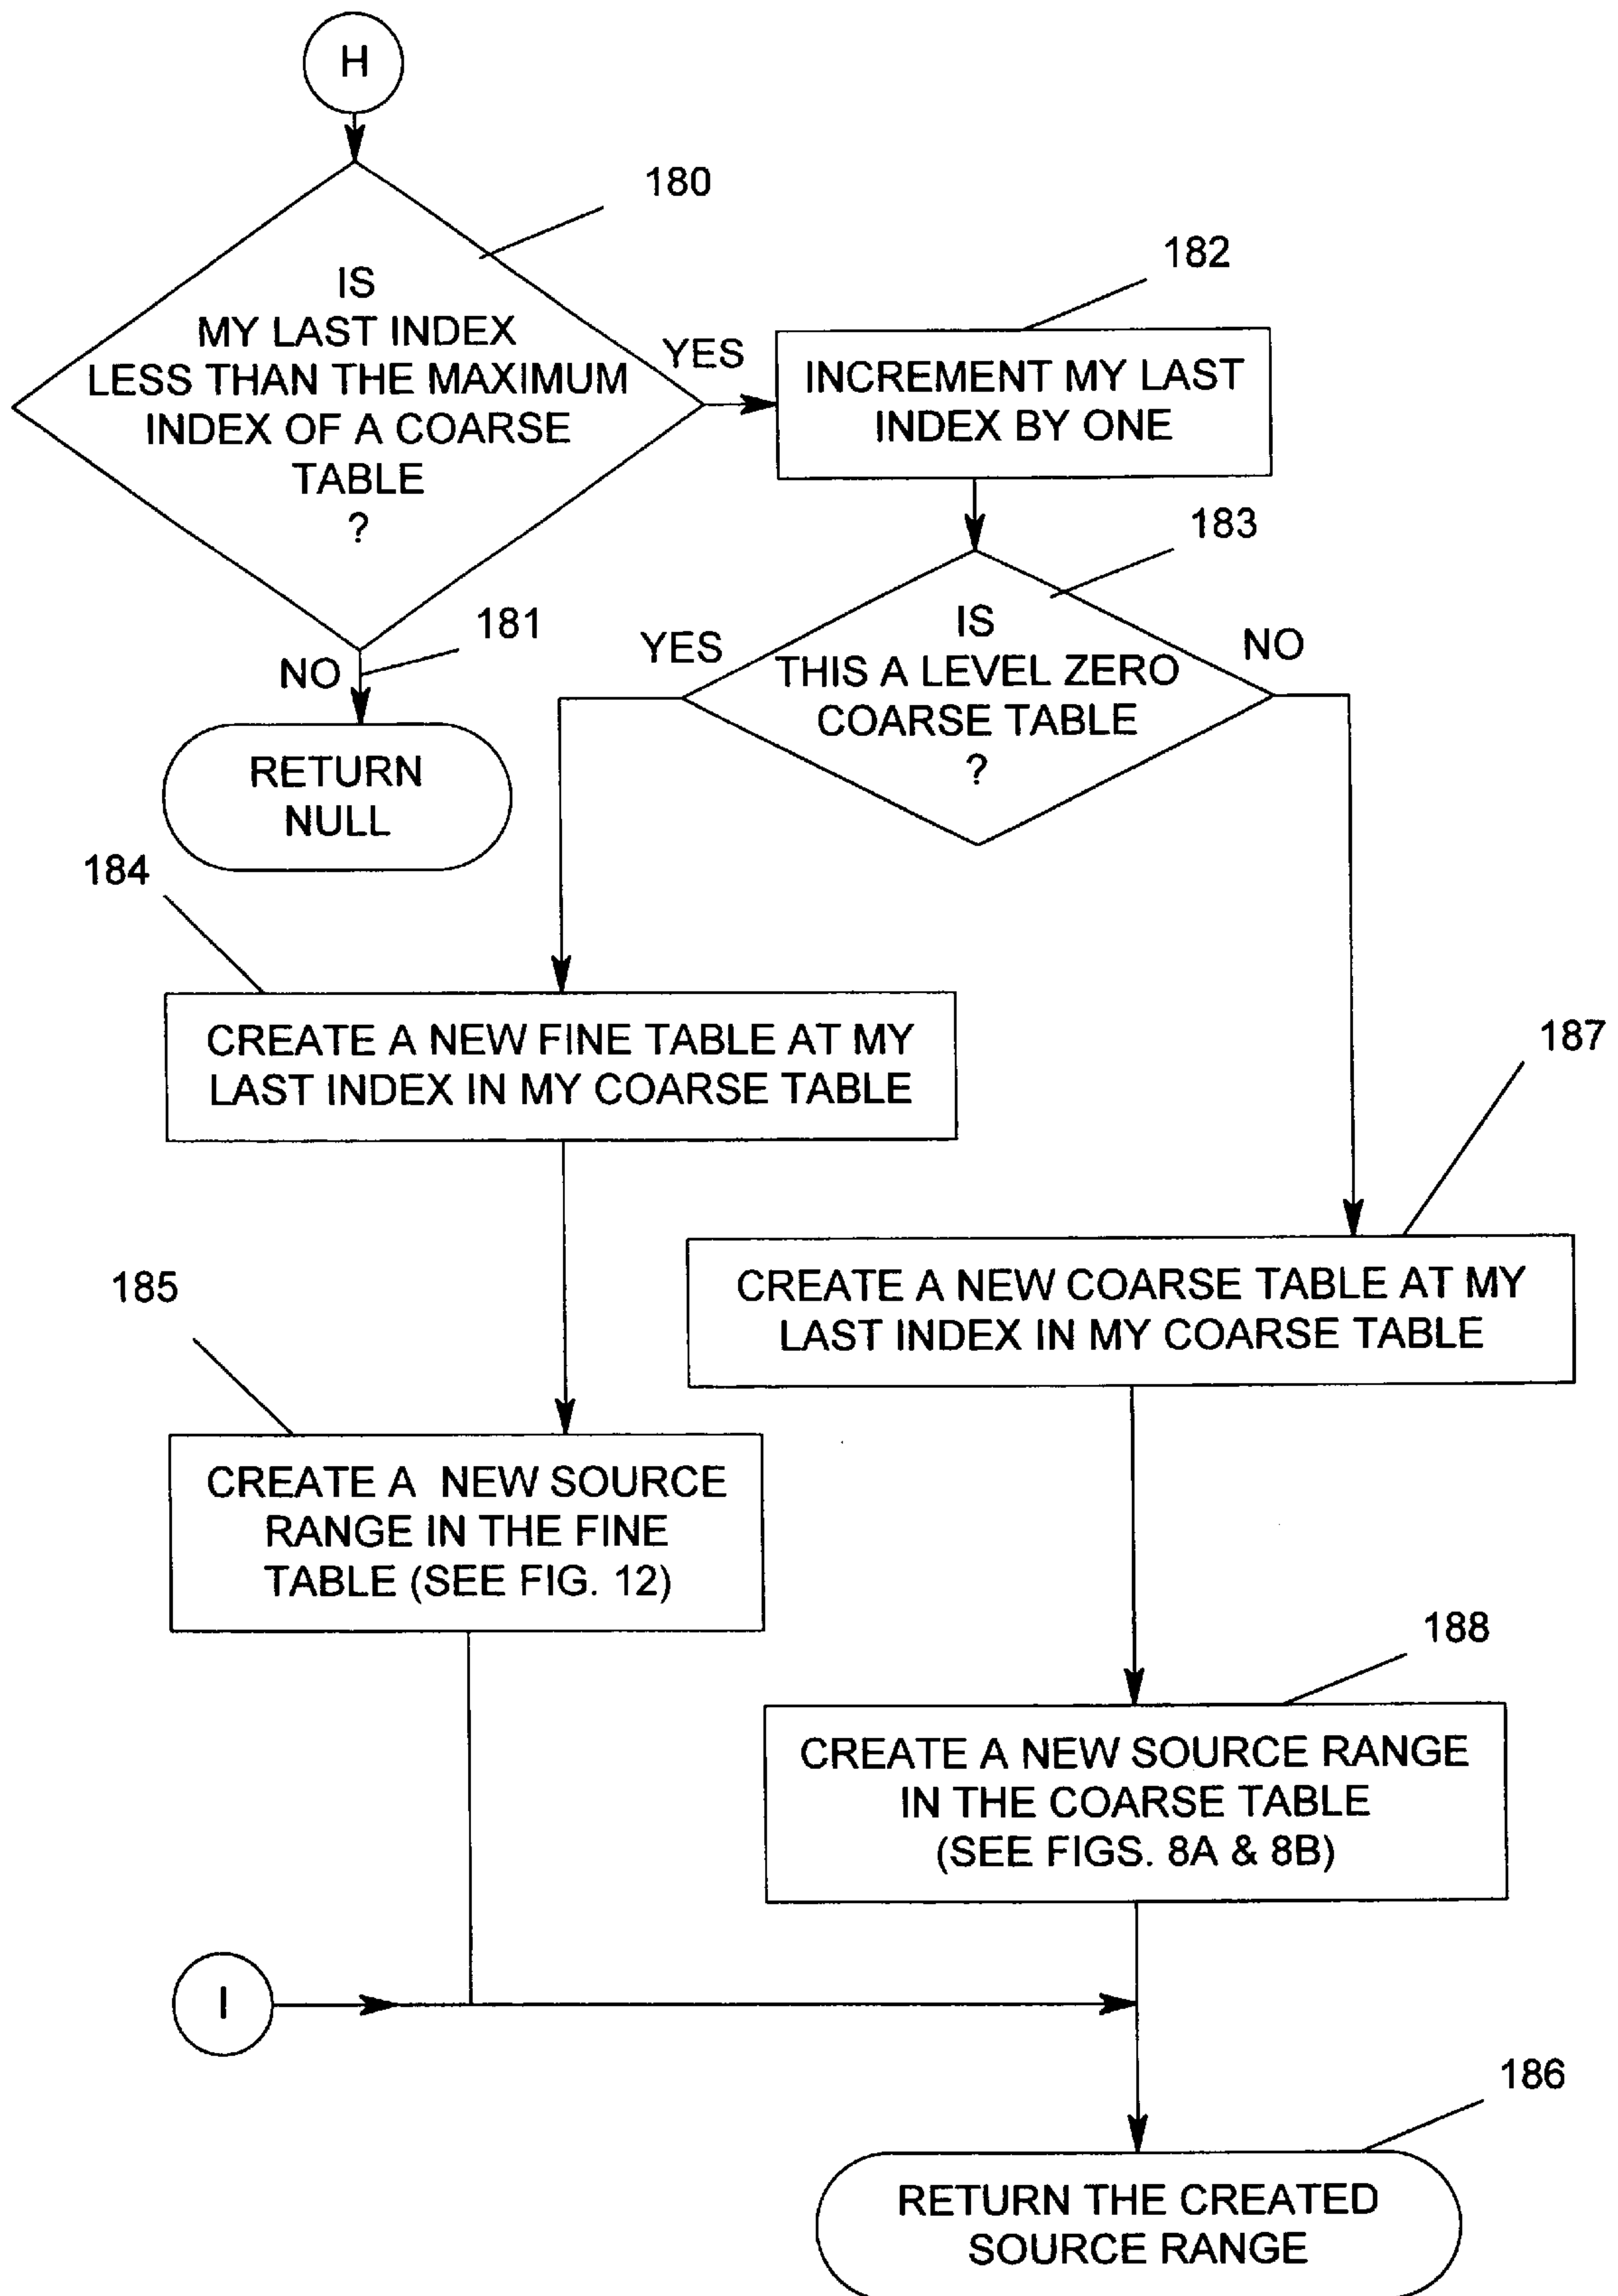 H
180
IS
MY LAST INDEX
LESS THAN THE MAXIMUM
INDEX OF A COARSE
TABLE
?
YES
182
INCREMENT MY LAST
INDEX BY ONE
183
181
NO
RETURN
NULL
YES
IS
THIS A LEVEL ZERO
COARSE TABLE
?
NO
184
CREATE A NEW FINE TABLE AT MY
LAST INDEX IN MY COARSE TABLE
187
CREATE A NEW COARSE TABLE AT MY
LAST INDEX IN MY COARSE TABLE
185
CREATE A NEW SOURCE
RANGE IN THE FINE
TABLE (SEE FIG. 12)
188
CREATE A NEW SOURCE RANGE
IN THE COARSE TABLE
(SEE FIGS. 8A & 8B)
I
186
RETURN THE CREATED
SOURCE RANGE